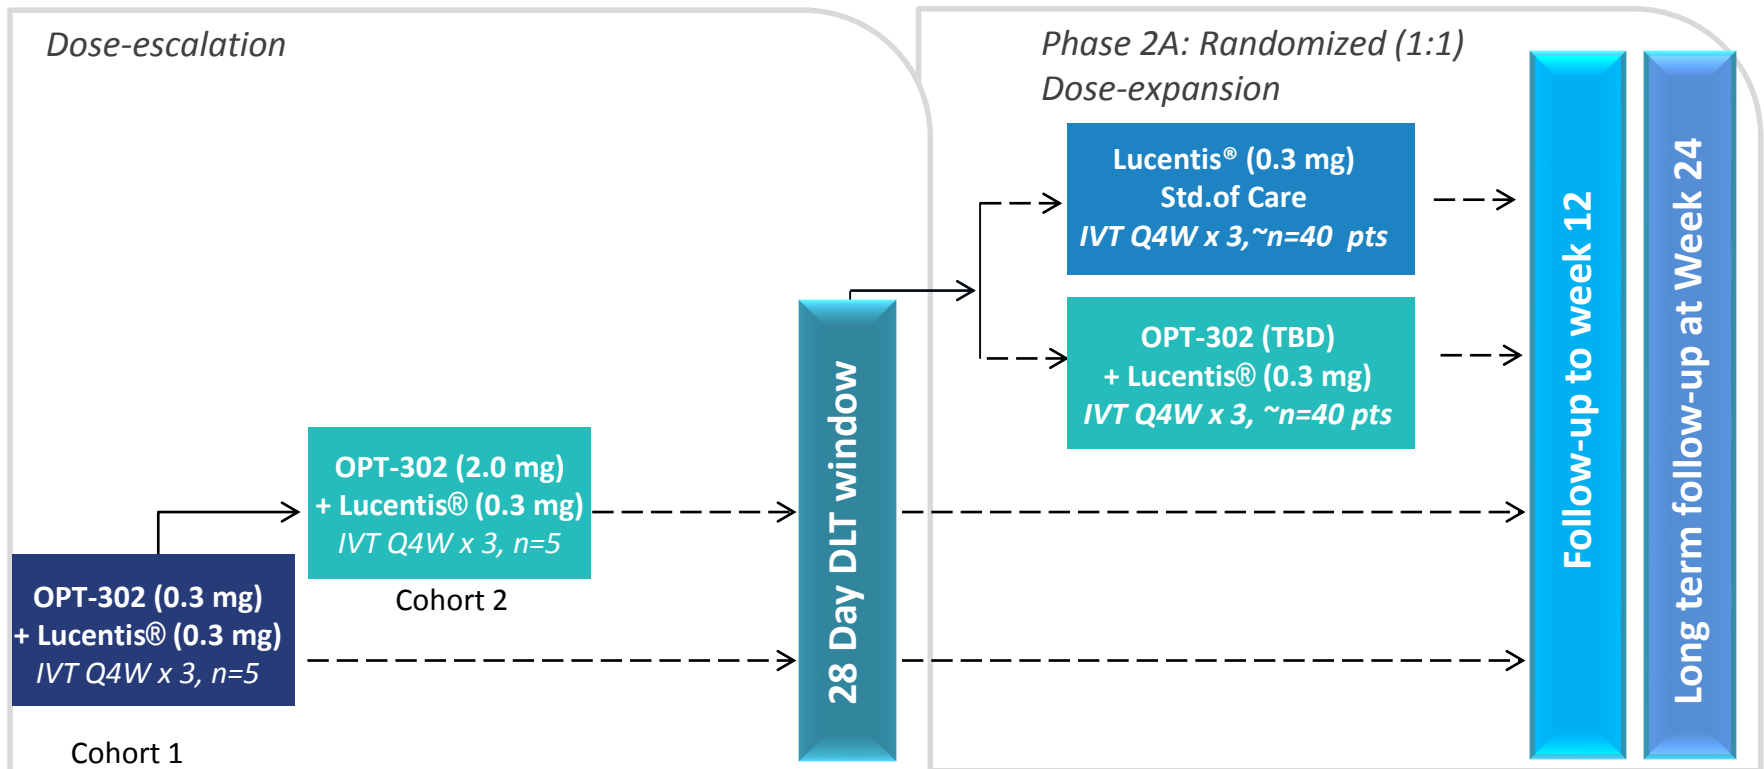 Dose-escalation
OPT-302 (0.3 mg)
+ Lucentis® (0.3 mg)
IVT Q4W x 3, n=5
Cohort 1
OPT-302 (2.0 mg)
+ Lucentis® (0.3 mg)
IVT Q4W x 3, n=5
Cohort 2
28 Day DLT window
Phase 2A: Randomized (1:1)
Dose-expansion
Lucentis® (0.3 mg)
Std.of Care
IVT Q4W x 3,~n=40 pts
OPT-302 (TBD)
+ Lucentis® (0.3 mg)
IVT Q4W x 3, ~n=40 pts
Follow-up to week 12
Long term follow-up at Week 24